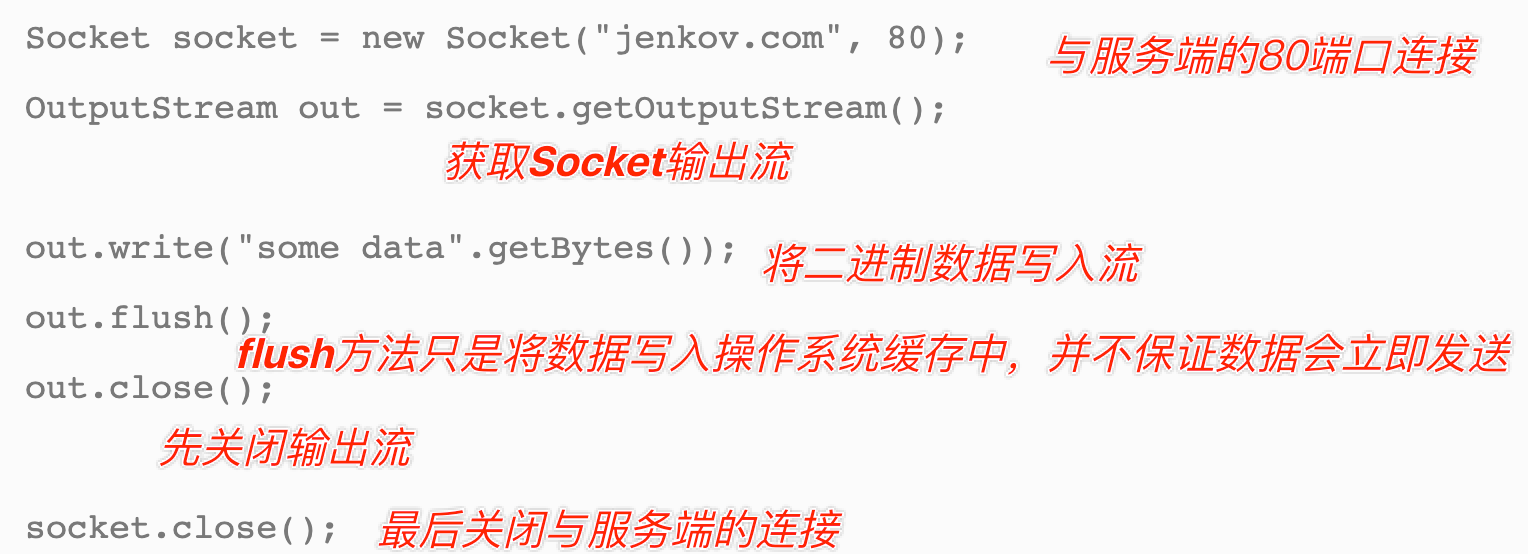 Socket socket = new Socket("jenkov.com", 80);
与服务端的80端口连接
OutputStream out = socket.getOutputStream();
获取Socket输出流
out.write("some data".getBytes());
将二进制数据写入流
out.flush();
flush方法只是将数据写入操作系统缓存中，并不保证数据会立即发送
out.close();
先关闭输出流
socket.close();
最后关闭与服务端的连接